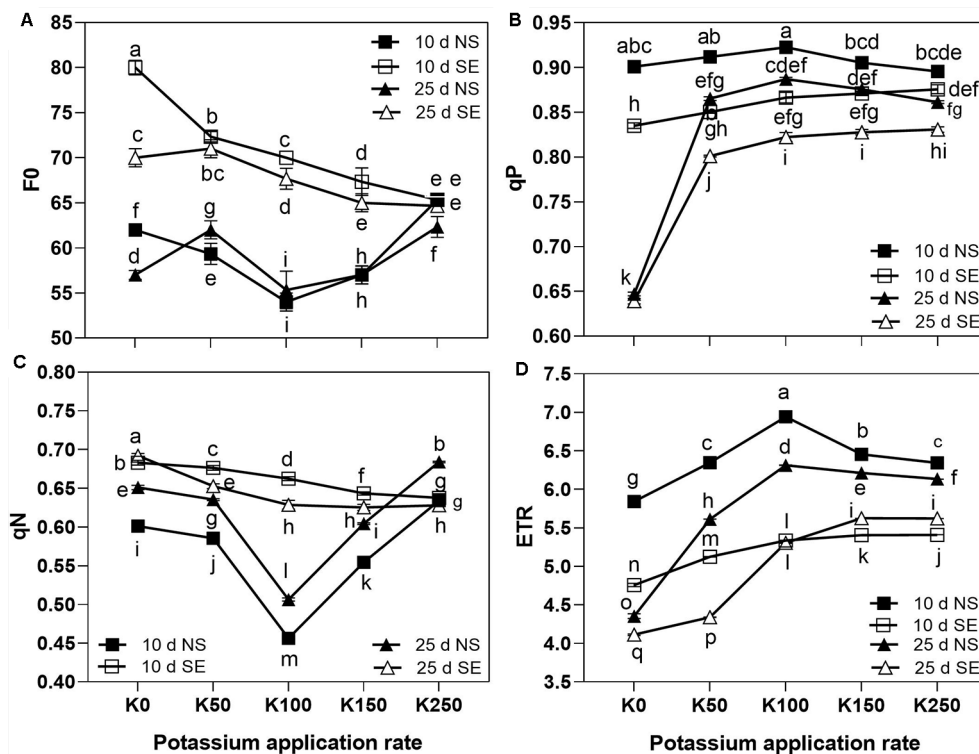 A
85
80
75
70
65
60
55
50
F0
a
b
c
d
e e
c
bc
d
e
e
f
g
d
e
i
i
h
h
f
10 d NS
10 d SE
25 d NS
25 d SE
B
0.95
0.90
0.85
0.80
0.75
0.70
0.65
0.60
qP
abc
ab
a
bcd
bcde
efg
cdef
def
def
fg
h
gh
efg
efg
j
i
i
hi
k
10 d NS
10 d SE
25 d NS
25 d SE
C
0.80
0.75
0.70
0.65
0.60
0.55
0.50
0.45
0.40
qN
a
b
c
d
f
b
g
g
e
e
g
h
h
i
h
i
j
l
k
m
10 d NS
10 d SE
25 d NS
25 d SE
K0 K50 K100 K150 K250
Potassium application rate
D
7.5
7.0
6.5
6.0
5.5
5.0
4.5
4.0
3.5
ETR
a
b
c
c
g
d
e
f
h
m
l
i
i
n
o
l
k
j
q
p
10 d NS
10 d SE
25 d NS
25 d SE
K0 K50 K100 K150 K250
Potassium application rate